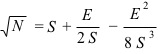 √N = S + E/(2S) − E²/(8S³)